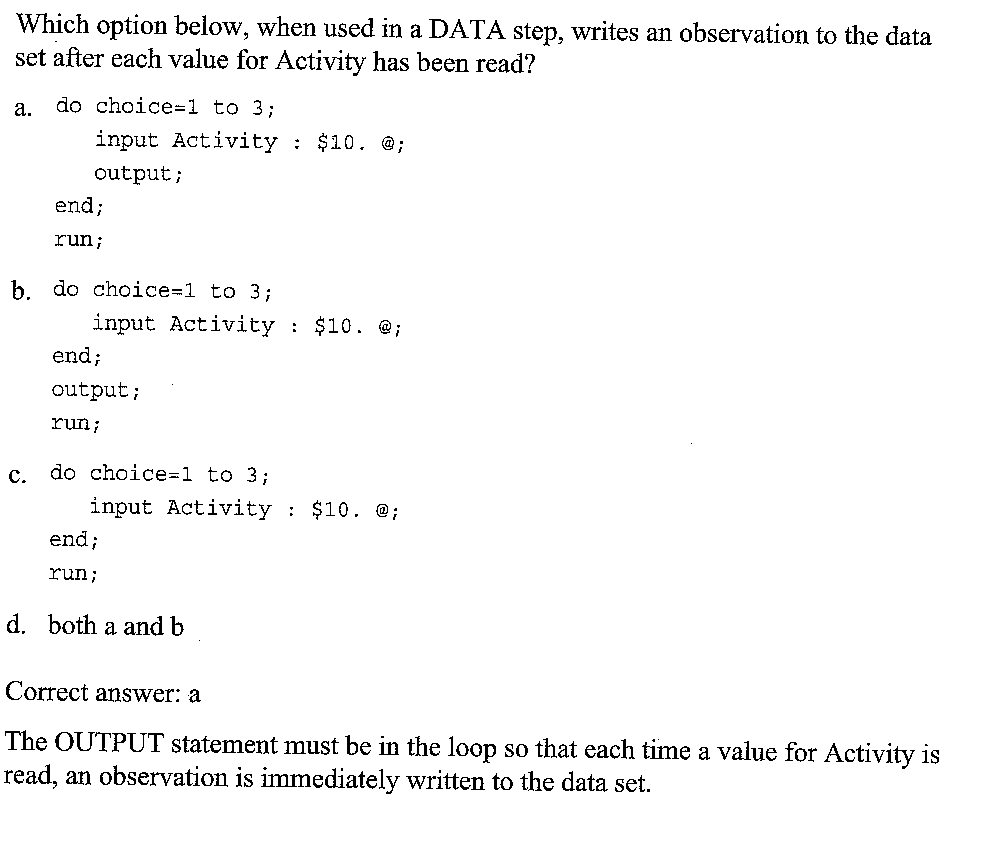 Which option below, when used in a DATA step, writes an observation to the data
set after each value for Activity has been read?
a. do choice=1 to 3;
input Activity : $10. @;
output;
end;
run;
b. do choice=1 to 3;
input Activity : $10. @;
end;
output;
run;
c. do choice=1 to 3;
input Activity : $10. @;
end;
run;
d. both a and b
Correct answer: a
The OUTPUT statement must be in the loop so that each time a value for Activity is
read, an observation is immediately written to the data set.